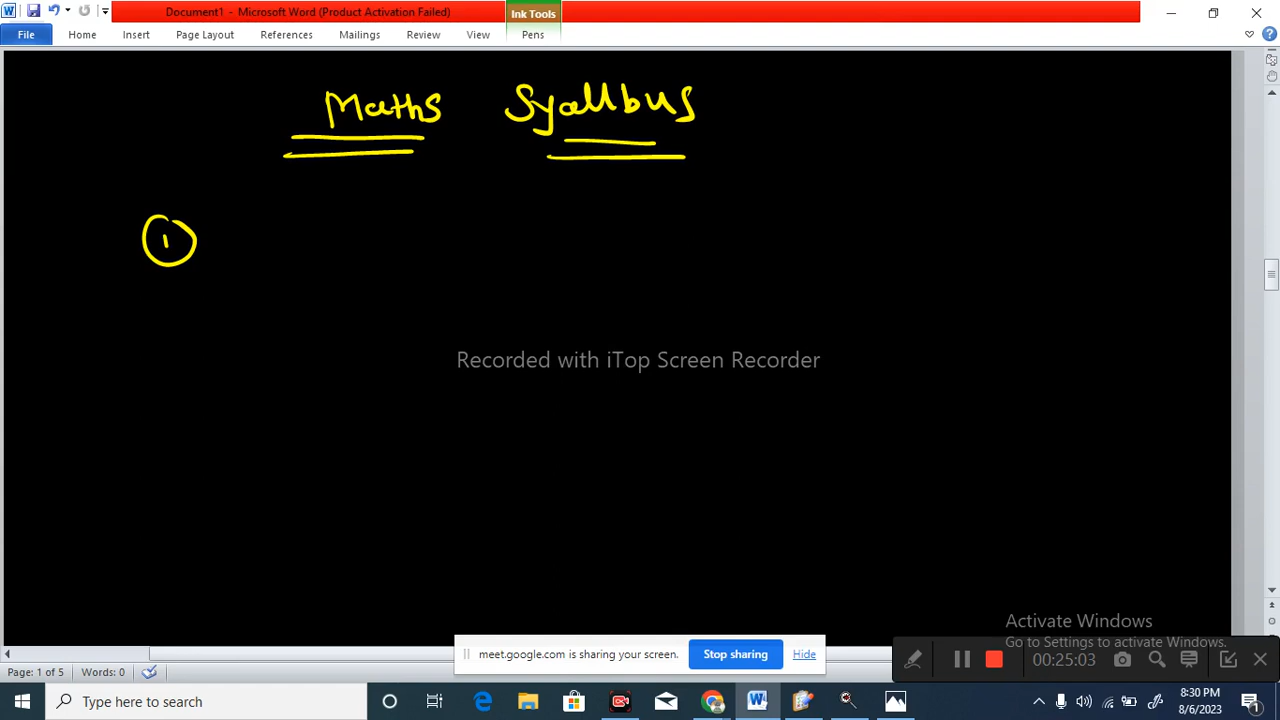 Document1 - Microsoft Word (Product Activation Failed)
Ink Tools
File Home Insert Page Layout References Mailings Review View Pens
Maths Syallbus
1
Recorded with iTop Screen Recorder
Activate Windows
Go to Settings to activate Windows.
meet.google.com is sharing your screen. Stop sharing Hide
00:25:03
Page: 1 of 5 Words: 0
Type here to search
8:30 PM
8/6/2023